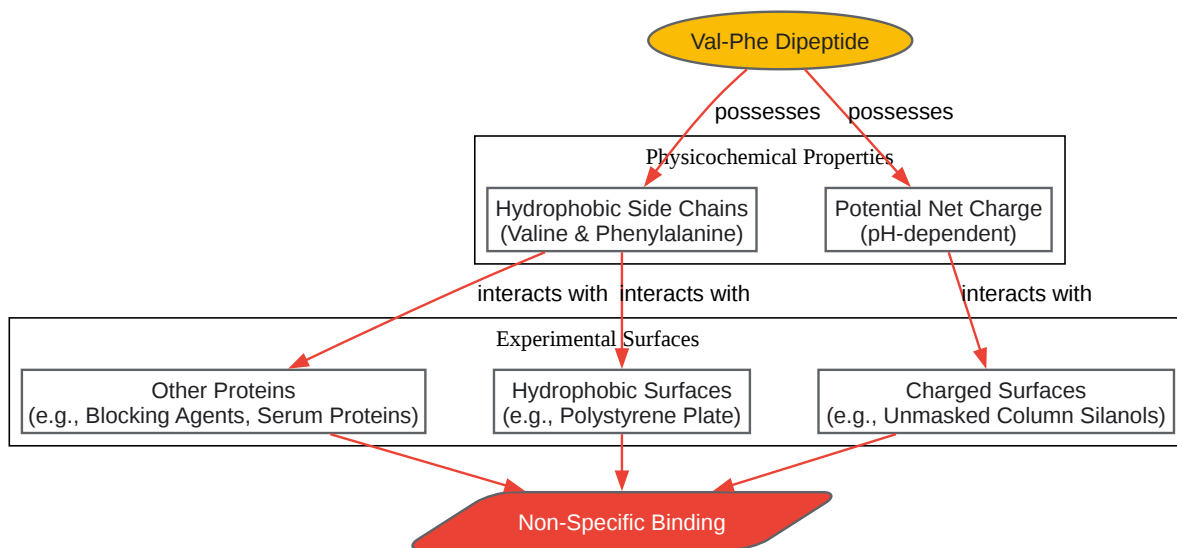 Val-Phe Dipeptide
possesses
possesses
Physicochemical Properties
Hydrophobic Side Chains
(Valine & Phenylalanine)
Potential Net Charge
(pH-dependent)
interacts with
interacts with
interacts with
Experimental Surfaces
Other Proteins
(e.g., Blocking Agents, Serum Proteins)
Hydrophobic Surfaces
(e.g., Polystyrene Plate)
Charged Surfaces
(e.g., Unmasked Column Silanols)
Non-Specific Binding